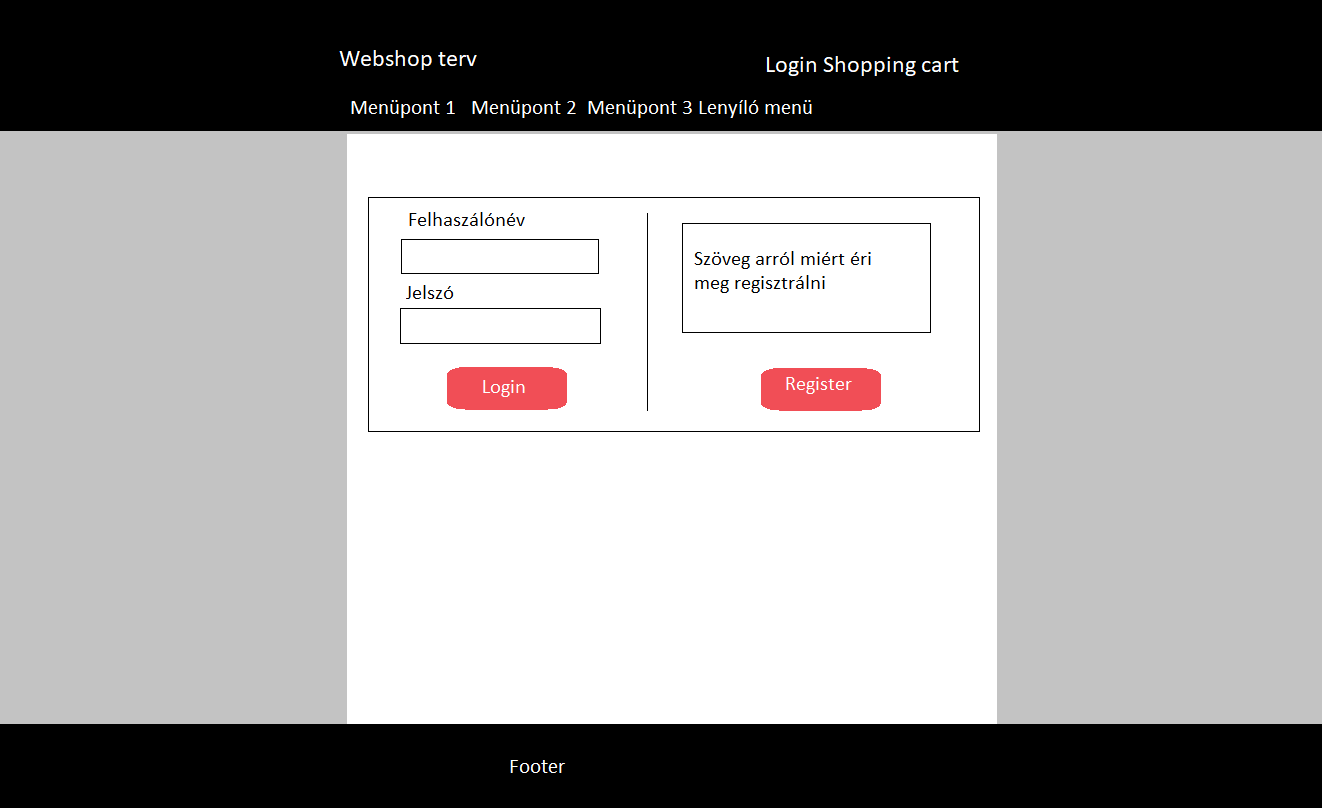 Webshop terv
Login Shopping cart
Menüpont 1 Menüpont 2 Menüpont 3 Lenyíló menü
Felhaszálónév
Jelszó
Login
Szöveg arról miért éri
meg regisztrálni
Register
Footer